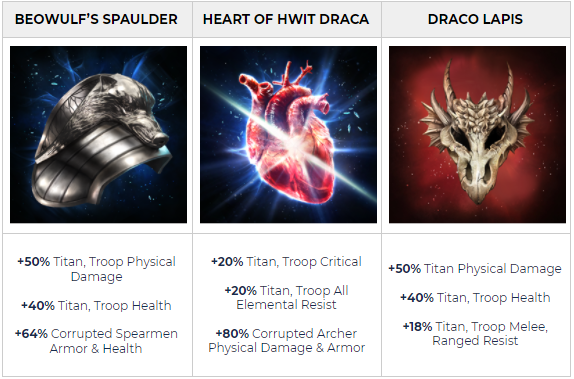 BEOWULF'S SPAULDER
HEART OF HWIT DRACA
DRACO LAPIS
+50% Titan, Troop Physical
Damage
+40% Titan, Troop Health
+64% Corrupted Spearmen
Armor & Health
+20% Titan, Troop Critical
+20% Titan, Troop All
Elemental Resist
+80% Corrupted Archer
Physical Damage & Armor
+50% Titan Physical Damage
+40% Titan, Troop Health
+18% Titan, Troop Melee,
Ranged Resist